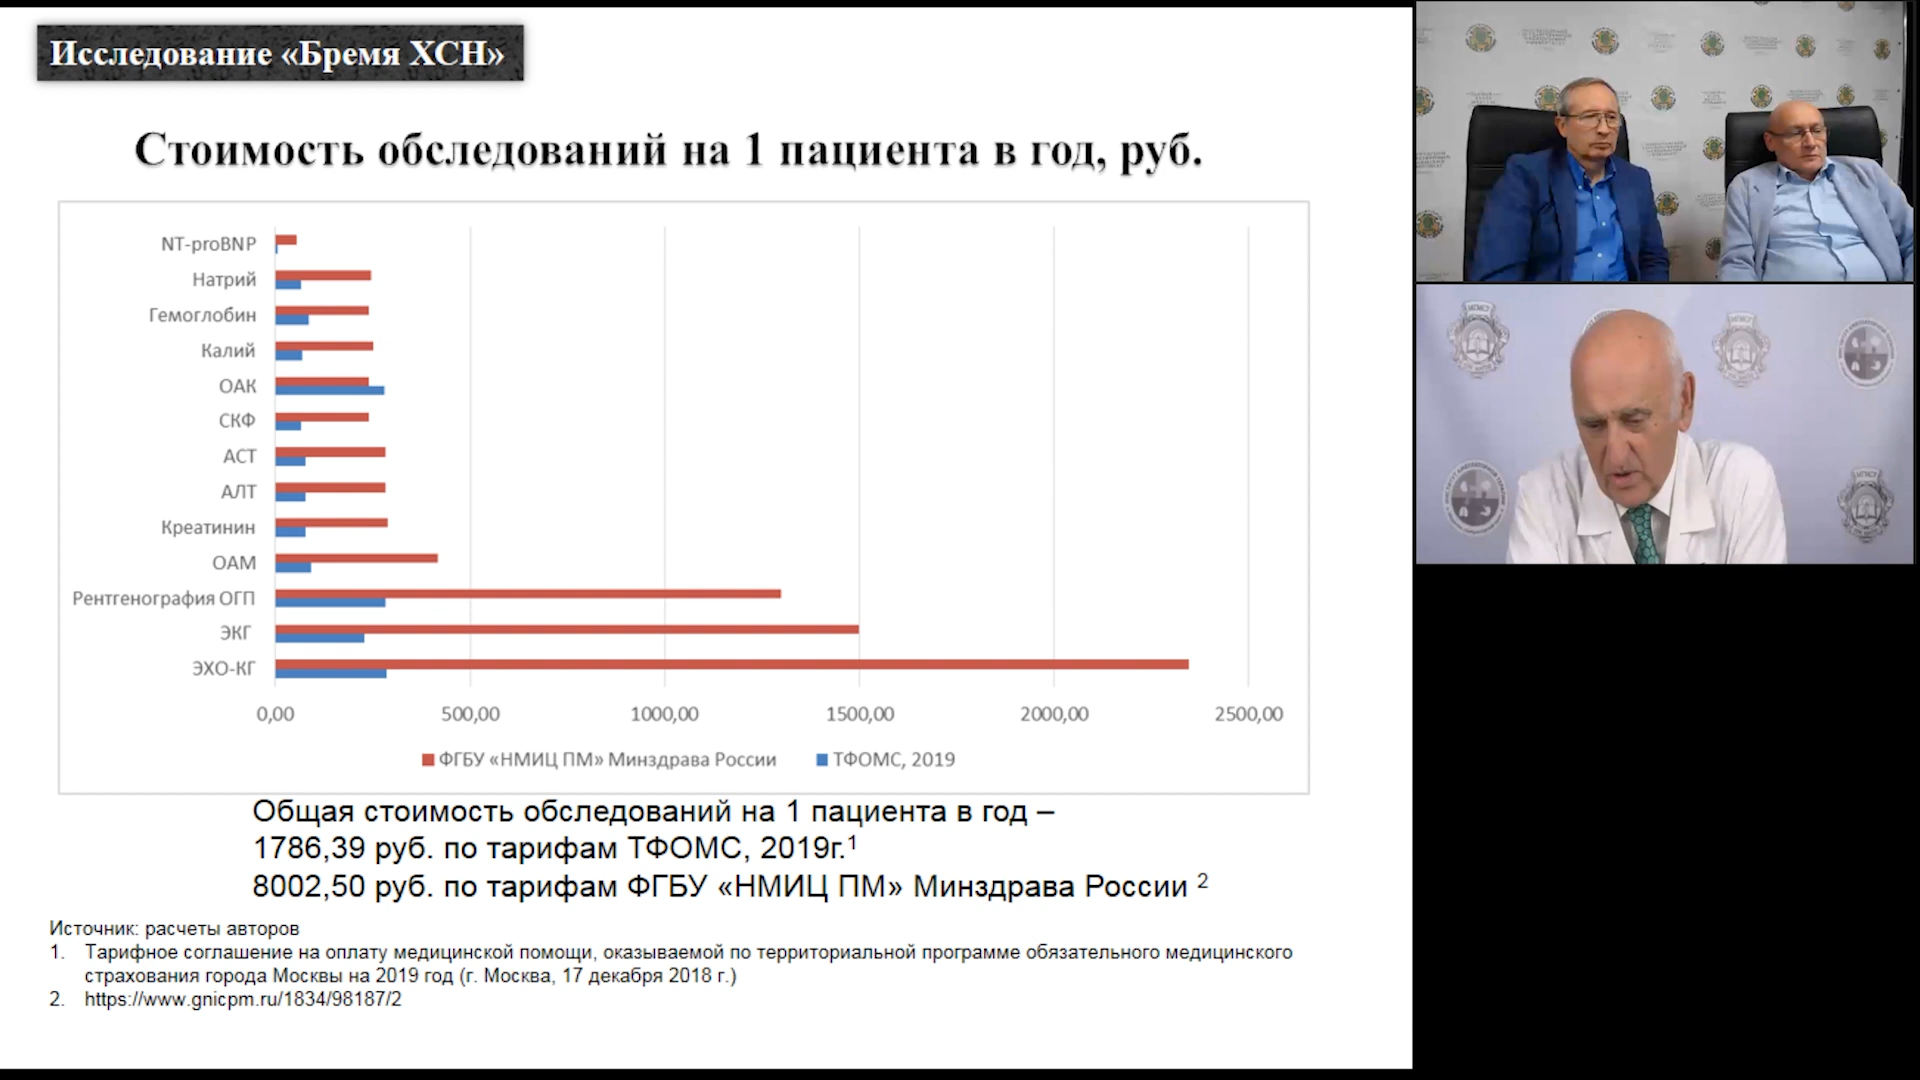 Исследование «Бремя ХСН»
Стоимость обследований на 1 пациента в год, руб.
NT-proBNP
Натрий
Гемоглобин
Калий
ОАК
СКФ
АСТ
АЛТ
Креатинин
ОАМ
Рентгенография ОГП
ЭКГ
ЭХО-КГ
0,00 500,00 1000,00 1500,00 2000,00 2500,00
ФГБУ «НМИЦ ПМ» Минздрава России ТФОМС, 2019
Общая стоимость обследований на 1 пациента в год –
1786,39 руб. по тарифам ТФОМС, 2019г.1
8002,50 руб. по тарифам ФГБУ «НМИЦ ПМ» Минздрава России 2
Источник: расчеты авторов
1. Тарифное соглашение на оплату медицинской помощи, оказываемой по территориальной программе обязательного медицинского
страхования города Москвы на 2019 год (г. Москва, 17 декабря 2018 г.)
2. https://www.gnicpm.ru/1834/98187/2